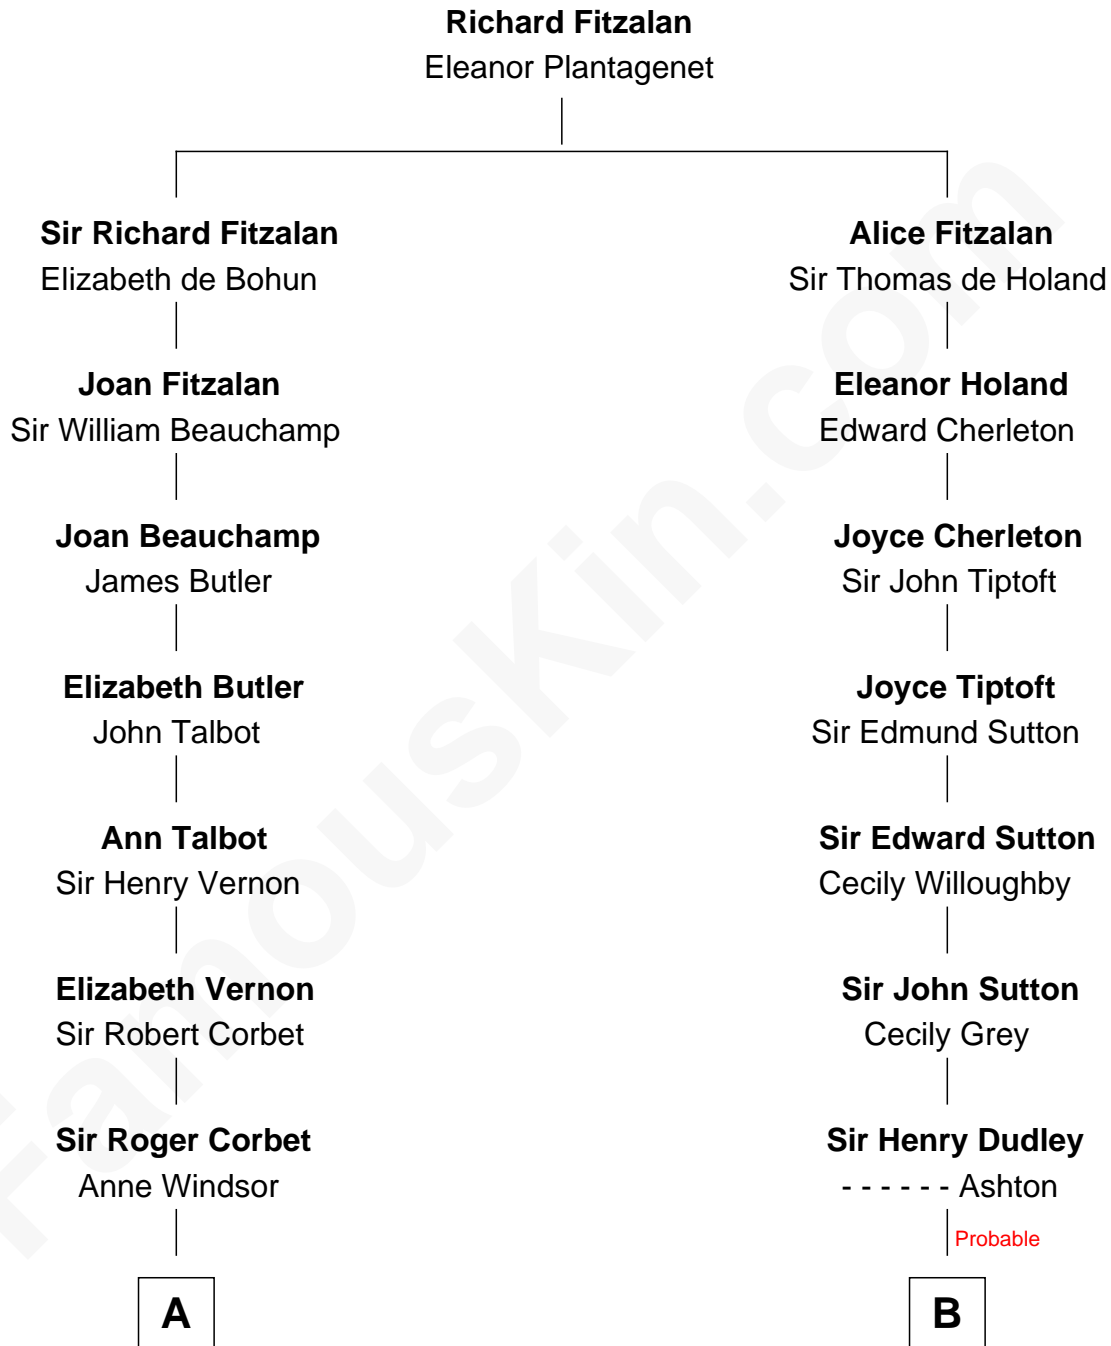 Richard Fitzalan
Eleanor Plantagenet
Sir Richard Fitzalan
Elizabeth de Bohun
Alice Fitzalan
Sir Thomas de Holand
Joan Fitzalan
Sir William Beauchamp
Eleanor Holand
Edward Cherleton
Joan Beauchamp
James Butler
Joyce Cherleton
Sir John Tiptoft
Elizabeth Butler
John Talbot
Joyce Tiptoft
Sir Edmund Sutton
Ann Talbot
Sir Henry Vernon
Sir Edward Sutton
Cecily Willoughby
Elizabeth Vernon
Sir Robert Corbet
Sir John Sutton
Cecily Grey
Sir Roger Corbet
Anne Windsor
Sir Henry Dudley
- - - - - - Ashton
Probable
A
B
FamousKin.com